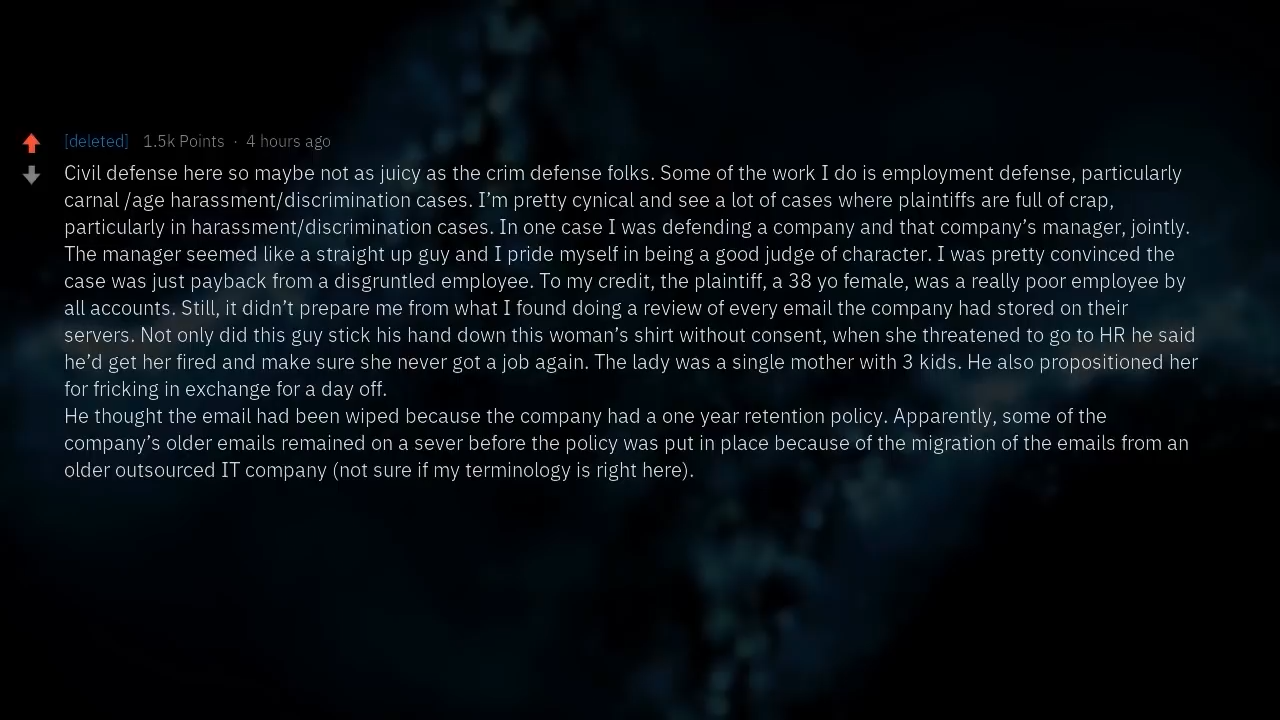 [deleted] 1.5k Points · 4 hours ago
Civil defense here so maybe not as juicy as the crim defense folks. Some of the work I do is employment defense, particularly
carnal /age harassment/discrimination cases. I’m pretty cynical and see a lot of cases where plaintiffs are full of crap,
particularly in harassment/discrimination cases. In one case I was defending a company and that company’s manager, jointly.
The manager seemed like a straight up guy and I pride myself in being a good judge of character. I was pretty convinced the
case was just payback from a disgruntled employee. To my credit, the plaintiff, a 38 yo female, was a really poor employee by
all accounts. Still, it didn’t prepare me from what I found doing a review of every email the company had stored on their
servers. Not only did this guy stick his hand down this woman’s shirt without consent, when she threatened to go to HR he said
he’d get her fired and make sure she never got a job again. The lady was a single mother with 3 kids. He also propositioned her
for fricking in exchange for a day off.
He thought the email had been wiped because the company had a one year retention policy. Apparently, some of the
company’s older emails remained on a sever before the policy was put in place because of the migration of the emails from an
older outsourced IT company (not sure if my terminology is right here).